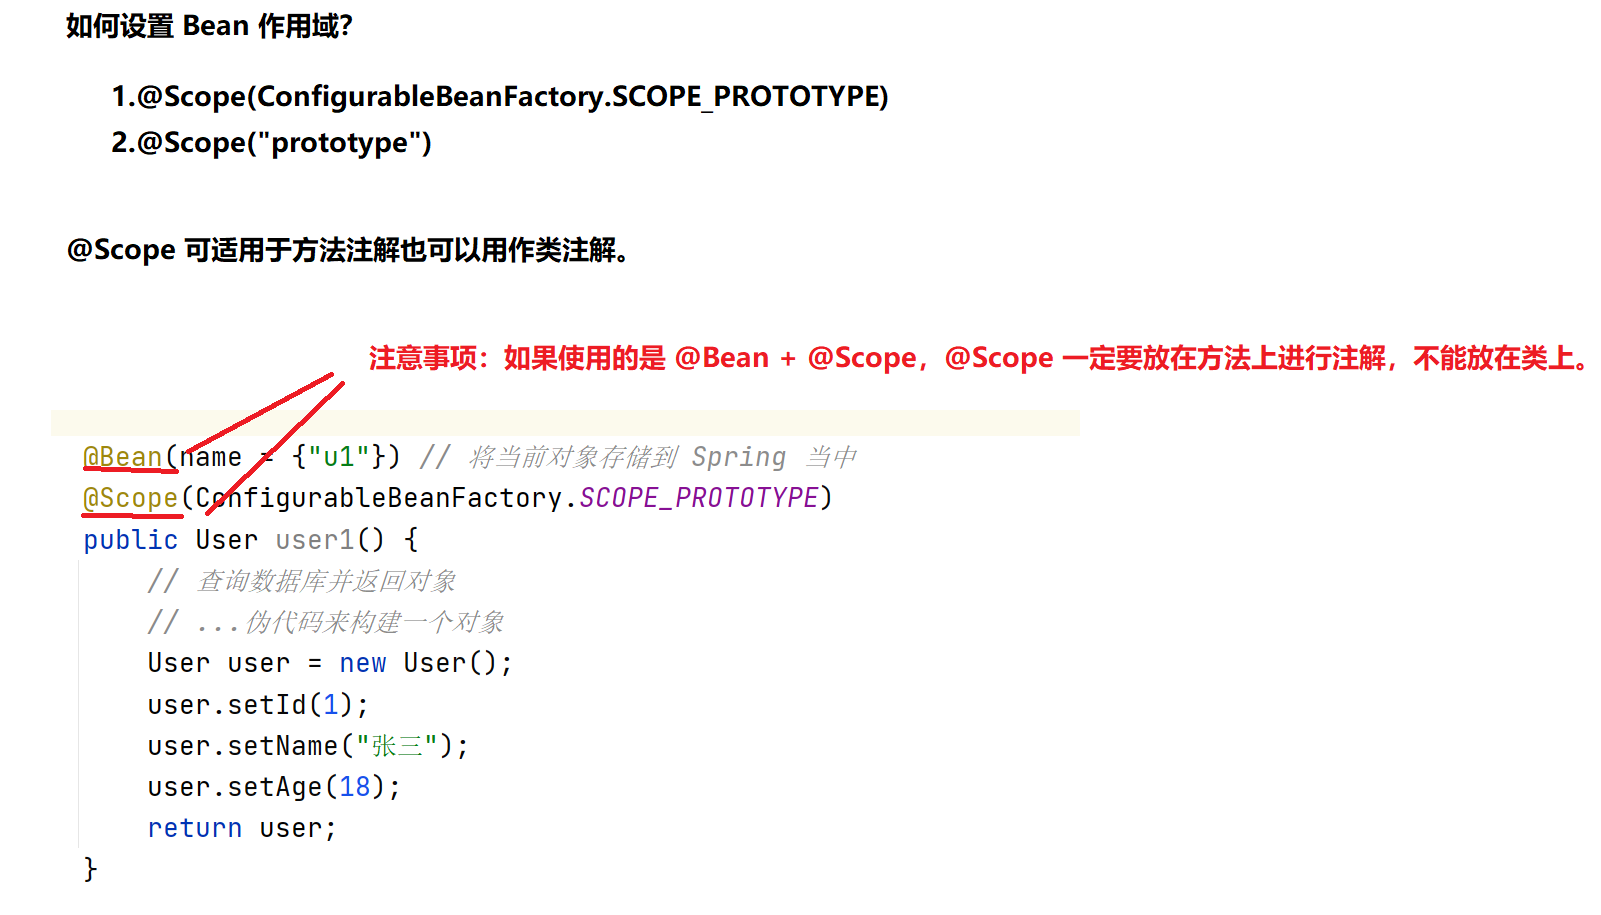 如何设置 Bean 作用域？
1.@Scope(ConfigurableBeanFactory.SCOPE_PROTOTYPE)
2.@Scope("prototype")
@Scope 可适用于方法注解也可以用作类注解。
注意事项：如果使用的是 @Bean + @Scope，@Scope 一定要放在方法上进行注解，不能放在类上。
@Bean(name = {"u1"}) // 将当前对象存储到 Spring 当中
@Scope(ConfigurableBeanFactory.SCOPE_PROTOTYPE)
public User user1() {
// 查询数据库并返回对象
// ...伪代码来构建一个对象
User user = new User();
user.setId(1);
user.setName("张三");
user.setAge(18);
return user;
}